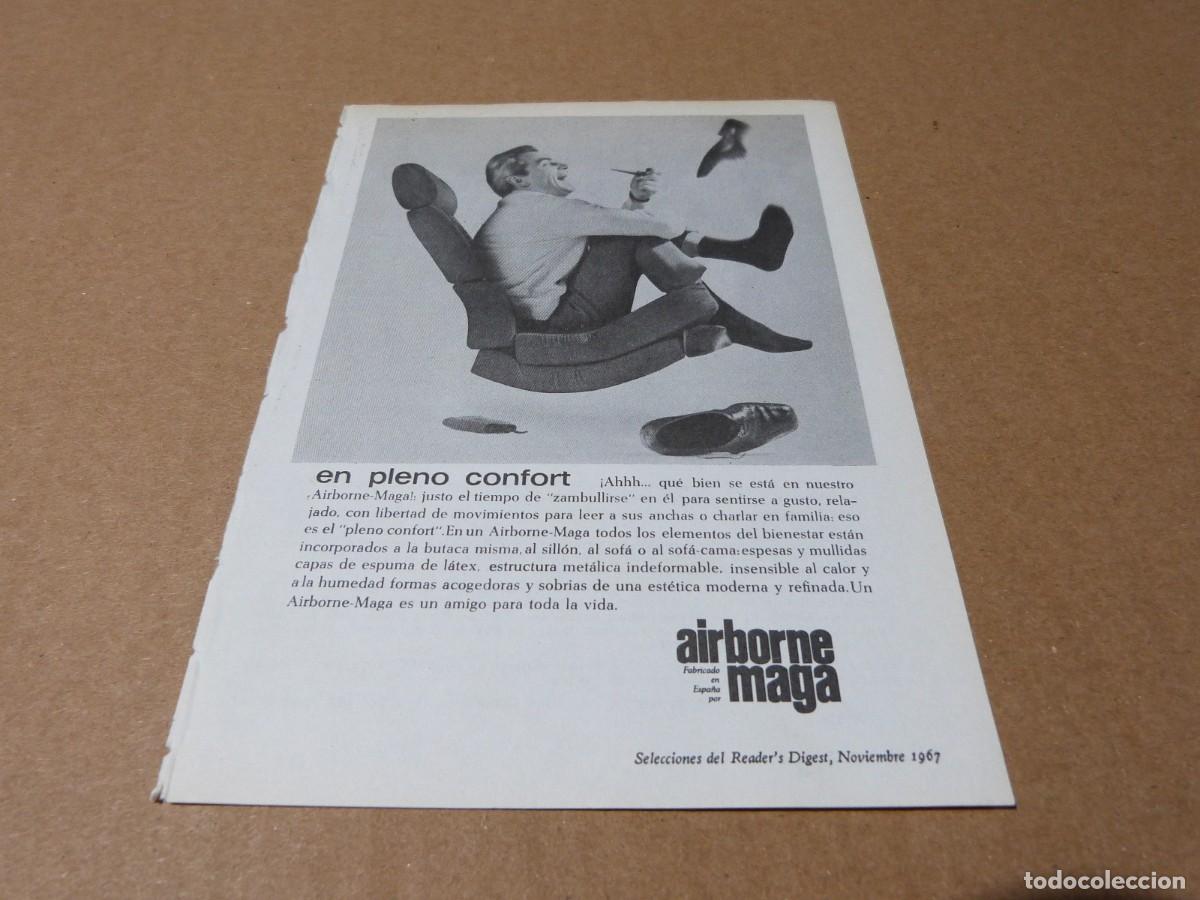 en pleno confort ¡Ahhh... qué bien se está en nuestro
Airborne-Maga!: justo el tiempo de "zambullirse" en él para sentirse a gusto, rela-
jado, con libertad de movimientos para leer a sus anchas o charlar en familia: eso
es el "pleno confort". En un Airborne-Maga todos los elementos del bienestar están
incorporados a la butaca misma, al sillón, al sofá o al sofá-cama: espesas y mullidas
capas de espuma de látex, estructura metálica indeformable, insensible al calor y
a la humedad formas acogedoras y sobrias de una estética moderna y refinada. Un
Airborne-Maga es un amigo para toda la vida.
airborne
Fabricado
en
España
por
maga
Selecciones del Reader's Digest, Noviembre 1967
todocoleccion